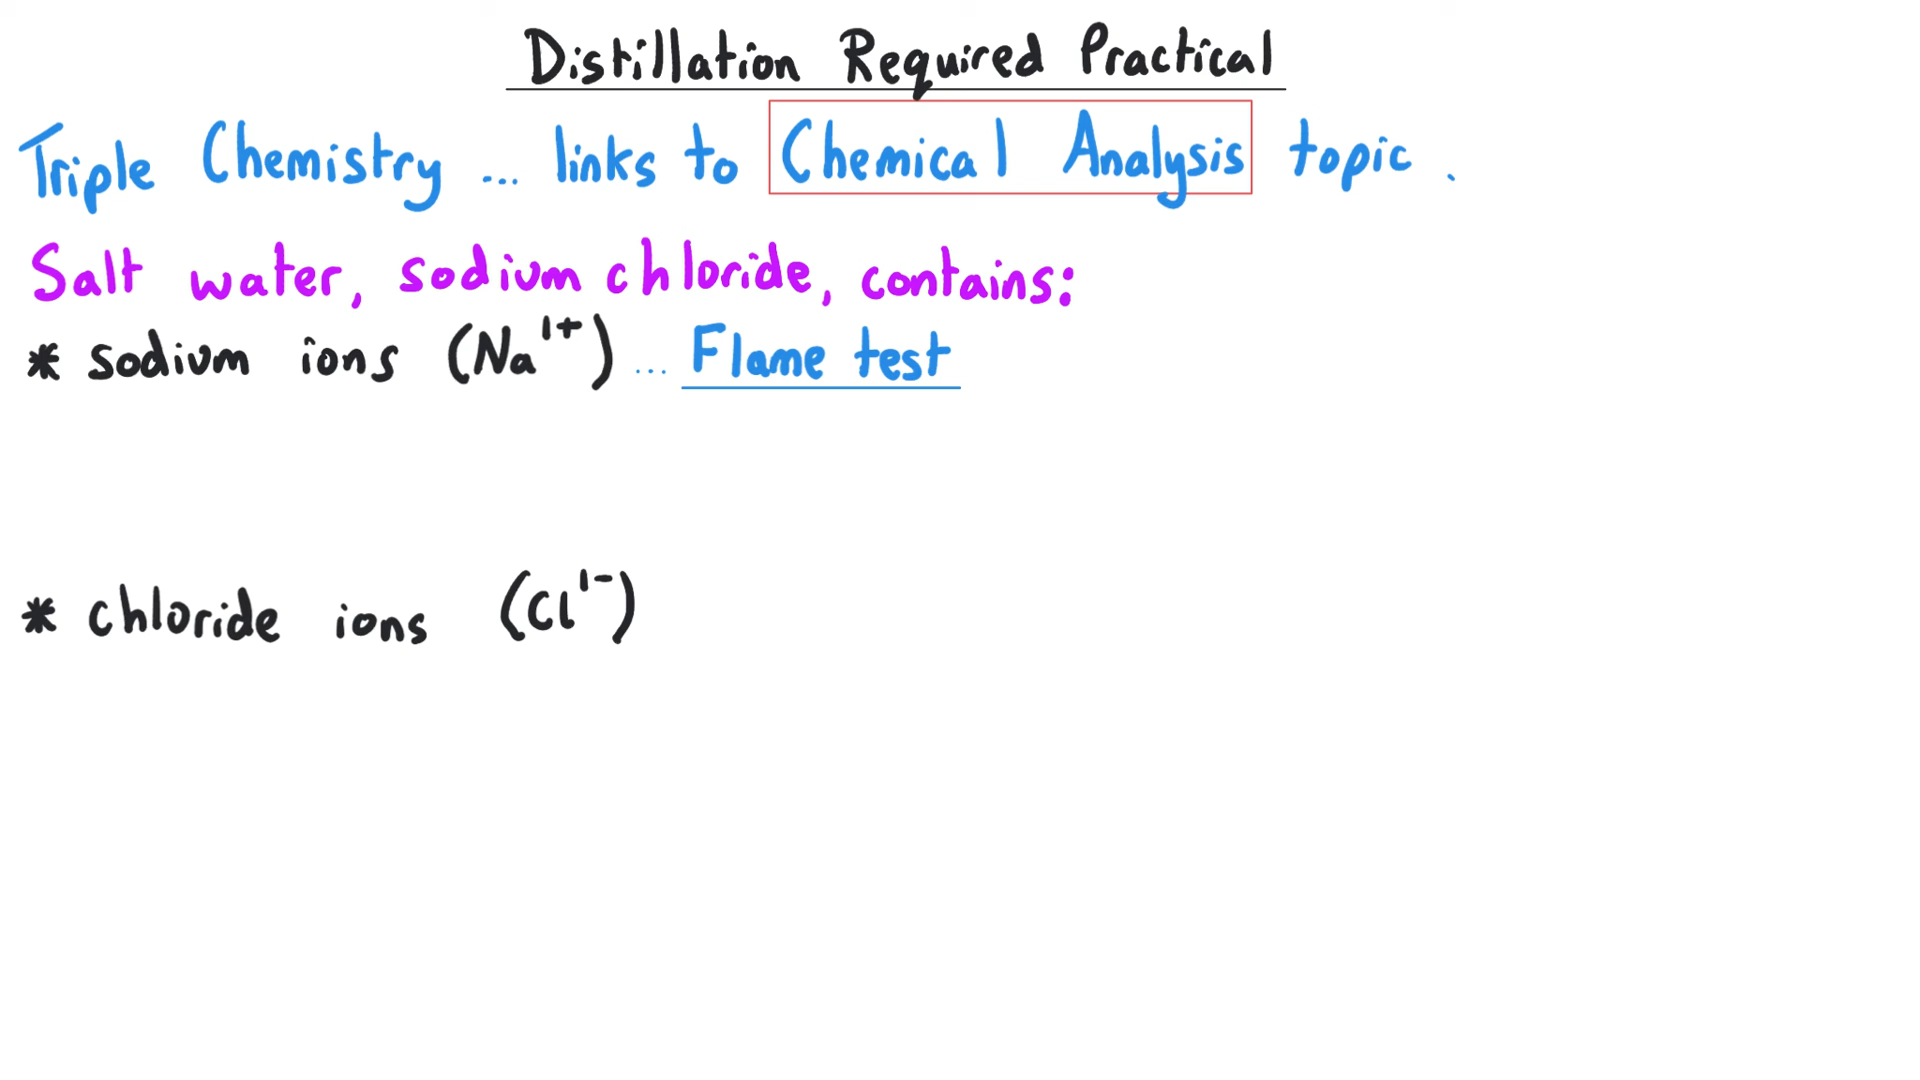 Distillation Required Practical
Triple Chemistry ... links to Chemical Analysis topic .
Salt water, sodium chloride, contains:
* sodium ions (Na¹⁺) ... Flame test
* chloride ions (Cl¹⁻)